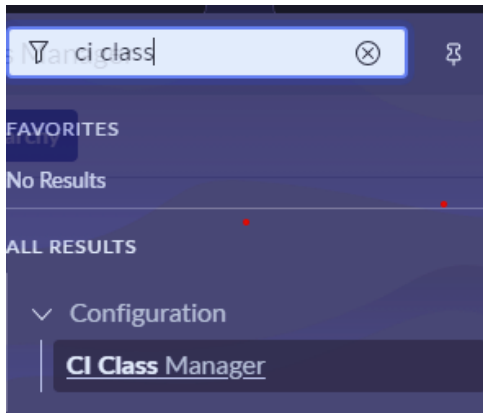 ci class
FAVORITES
No Results
ALL RESULTS
Configuration
CI Class Manager